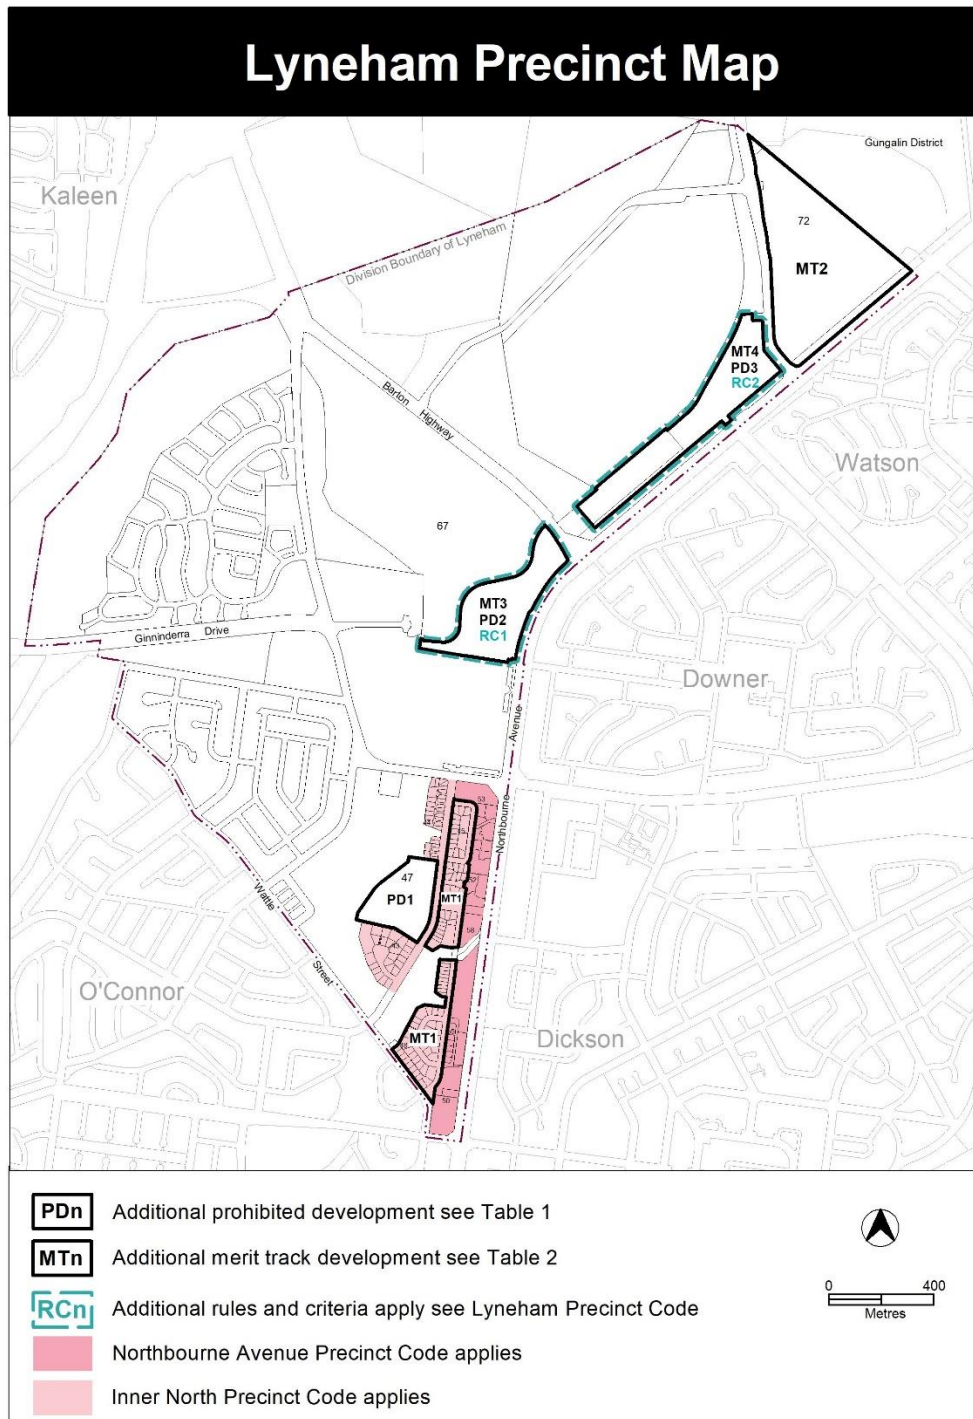 Lyneham Precinct Map
Gungalin District
Kaleen
72
Division Boundary of Lyneham
MT2
MT4
PD3
RC2
Barton Highway
Watson
67
MT3
PD2
RC1
Ginninderra Drive
Downer
Northbourne Avenue
53
47
PD1
MT1
58
Wattle Street
O'Connor
MT1
Dickson
50
PDn Additional prohibited development see Table 1
MTn Additional merit track development see Table 2
RCn Additional rules and criteria apply see Lyneham Precinct Code
0 400
Metres
Northbourne Avenue Precinct Code applies
Inner North Precinct Code applies